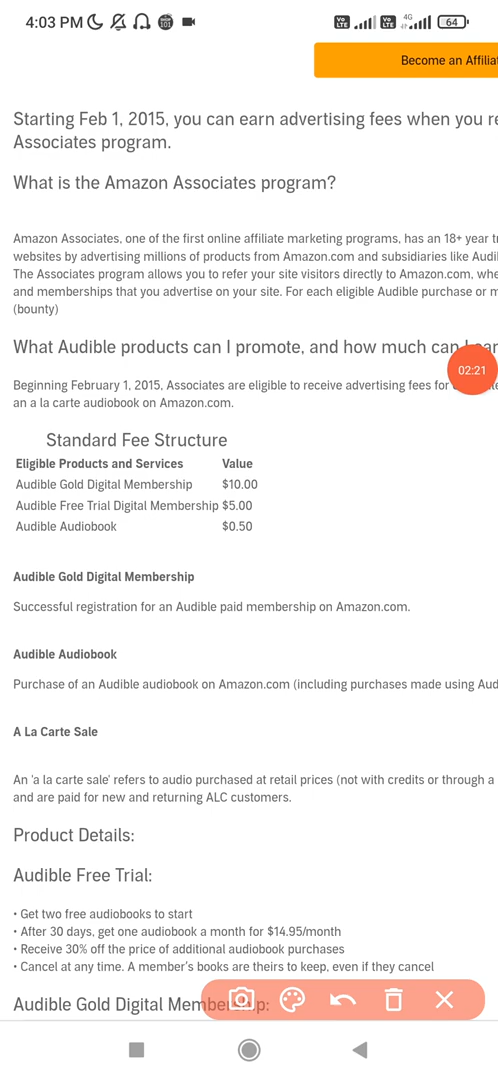 4:03 PM
Vo LTE Vo LTE 4G 64
Become an Affilia
Starting Feb 1, 2015, you can earn advertising fees when you re
Associates program.
What is the Amazon Associates program?
Amazon Associates, one of the first online affiliate marketing programs, has an 18+ year tr
websites by advertising millions of products from Amazon.com and subsidiaries like Audi
The Associates program allows you to refer your site visitors directly to Amazon.com, whe
and memberships that you advertise on your site. For each eligible Audible purchase or m
(bounty)
What Audible products can I promote, and how much can I ear
02:21
Beginning February 1, 2015, Associates are eligible to receive advertising fees for
an a la carte audiobook on Amazon.com.
Standard Fee Structure
Eligible Products and Services Value
Audible Gold Digital Membership $10.00
Audible Free Trial Digital Membership $5.00
Audible Audiobook $0.50
Audible Gold Digital Membership
Successful registration for an Audible paid membership on Amazon.com.
Audible Audiobook
Purchase of an Audible audiobook on Amazon.com (including purchases made using Aud
A La Carte Sale
An 'a la carte sale' refers to audio purchased at retail prices (not with credits or through a
and are paid for new and returning ALC customers.
Product Details:
Audible Free Trial:
• Get two free audiobooks to start
• After 30 days, get one audiobook a month for $14.95/month
• Receive 30% off the price of additional audiobook purchases
• Cancel at any time. A member's books are theirs to keep, even if they cancel
Audible Gold Digital Membership: